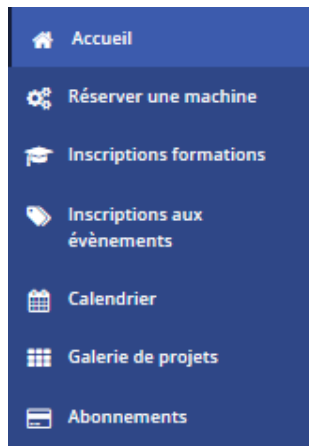 Accueil
Réserver une machine
Inscriptions formations
Inscriptions aux
évènements
Calendrier
Galerie de projets
Abonnements